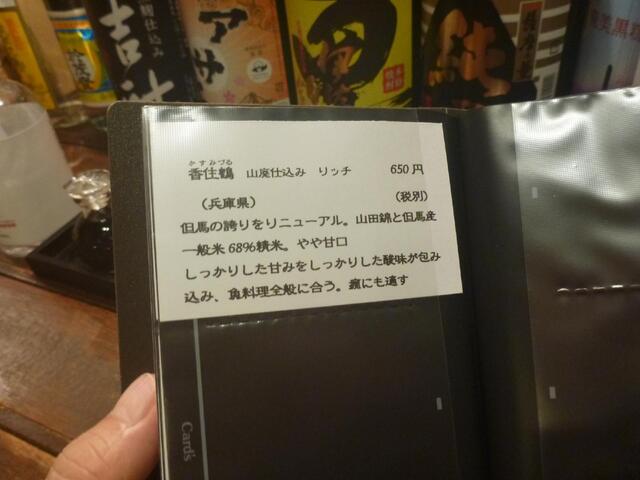 かすみづる
香住鶴 山廃仕込み リッチ 650円
(兵庫県) (税別)
但馬の誇りをリニューアル。山田錦と但馬産
一般米68%精米。やや甘口
しっかりした甘みをしっかりした酸味が包み
込み、魚料理全般に合う。燗にも適す
Card's